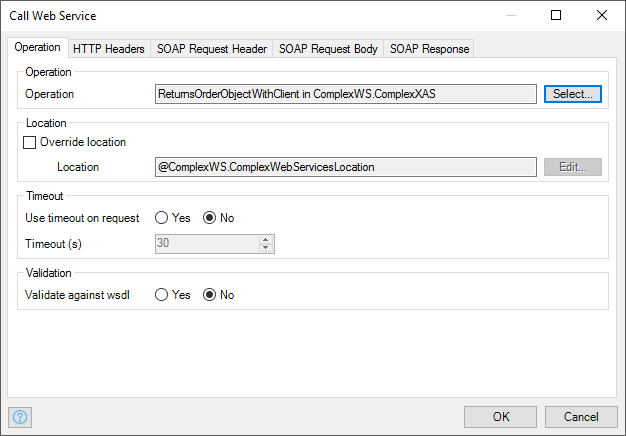 Call Web Service
Operation HTTP Headers SOAP Request Header SOAP Request Body SOAP Response
Operation
Operation ReturnsOrderObjectWithClient in ComplexWS.ComplexXAS Select...
Location
Override location
Location @ComplexWS.ComplexWebServicesLocation Edit...
Timeout
Use timeout on request Yes No
Timeout (s) 30
Validation
Validate against wsdl Yes No
? OK Cancel